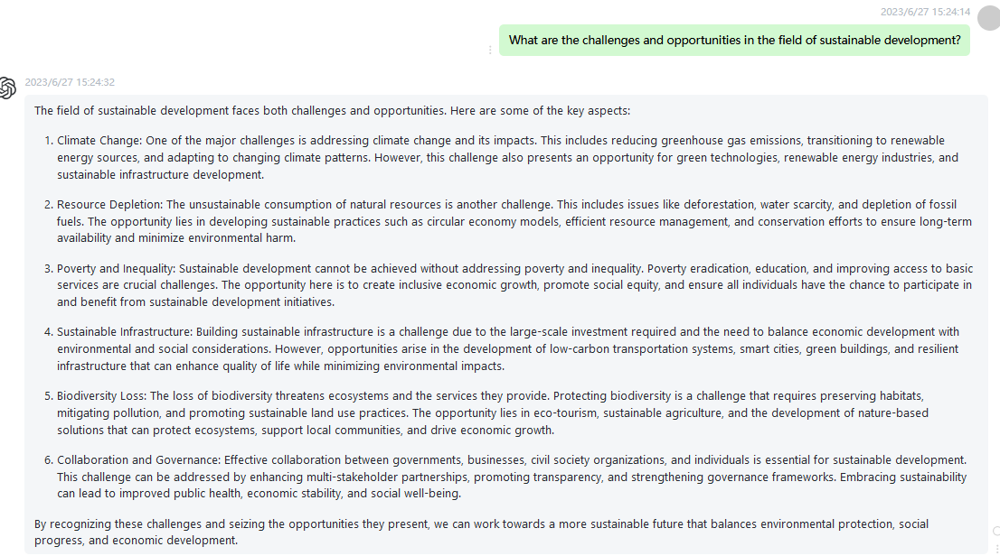 2023/6/27 15:24:14
What are the challenges and opportunities in the field of sustainable development?
2023/6/27 15:24:32
The field of sustainable development faces both challenges and opportunities. Here are some of the key aspects:
1. Climate Change: One of the major challenges is addressing climate change and its impacts. This includes reducing greenhouse gas emissions, transitioning to renewable
energy sources, and adapting to changing climate patterns. However, this challenge also presents an opportunity for green technologies, renewable energy industries, and
sustainable infrastructure development.
2. Resource Depletion: The unsustainable consumption of natural resources is another challenge. This includes issues like deforestation, water scarcity, and depletion of fossil
fuels. The opportunity lies in developing sustainable practices such as circular economy models, efficient resource management, and conservation efforts to ensure long-term
availability and minimize environmental harm.
3. Poverty and Inequality: Sustainable development cannot be achieved without addressing poverty and inequality. Poverty eradication, education, and improving access to basic
services are crucial challenges. The opportunity here is to create inclusive economic growth, promote social equity, and ensure all individuals have the chance to participate in
and benefit from sustainable development initiatives.
4. Sustainable Infrastructure: Building sustainable infrastructure is a challenge due to the large-scale investment required and the need to balance economic development with
environmental and social considerations. However, opportunities arise in the development of low-carbon transportation systems, smart cities, green buildings, and resilient
infrastructure that can enhance quality of life while minimizing environmental impacts.
5. Biodiversity Loss: The loss of biodiversity threatens ecosystems and the services they provide. Protecting biodiversity is a challenge that requires preserving habitats,
mitigating pollution, and promoting sustainable land use practices. The opportunity lies in eco-tourism, sustainable agriculture, and the development of nature-based
solutions that can protect ecosystems, support local communities, and drive economic growth.
6. Collaboration and Governance: Effective collaboration between governments, businesses, civil society organizations, and individuals is essential for sustainable development.
This challenge can be addressed by enhancing multi-stakeholder partnerships, promoting transparency, and strengthening governance frameworks. Embracing sustainability
can lead to improved public health, economic stability, and social well-being.
By recognizing these challenges and seizing the opportunities they present, we can work towards a more sustainable future that balances environmental protection, social
progress, and economic development.